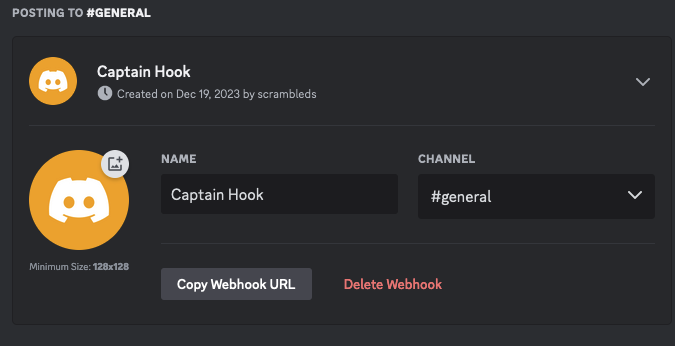 POSTING TO #GENERAL
Captain Hook
Created on Dec 19, 2023 by scrambleds
NAME
CHANNEL
Captain Hook
#general
Minimum Size: 128x128
Copy Webhook URL
Delete Webhook